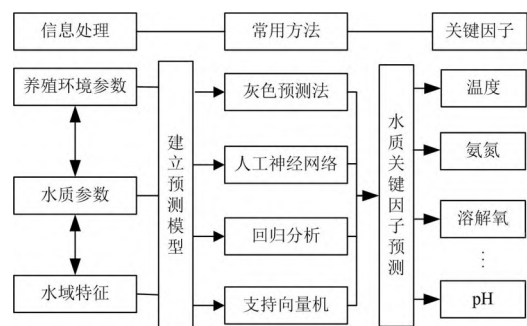 信息处理
常用方法
关键因子
养殖环境参数
水质参数
水域特征
建立预测模型
灰色预测法
人工神经网络
回归分析
支持向量机
水质关键因子预测
温度
氨氮
溶解氧
⋮
pH